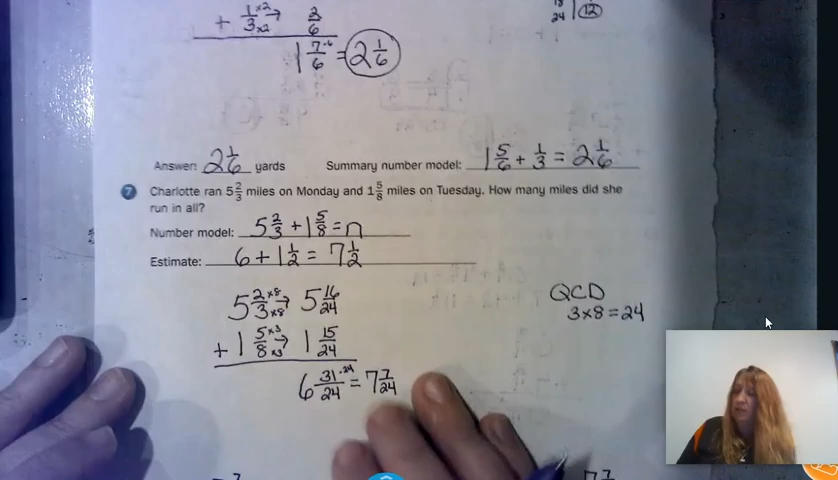 + 1/3 ×2 ×2 → 2/6
24 | 12
1 7/6 -6 = 2 1/6
Answer: 2 1/6 yards Summary number model: 1 5/6 + 1/3 = 2 1/6
7 Charlotte ran 5 2/3 miles on Monday and 1 5/8 miles on Tuesday. How many miles did she
run in all?
Number model: 5 2/3 + 1 5/8 = n
Estimate: 6 + 1 1/2 = 7 1/2
5 2/3 ×8 ×8 → 5 16/24
QCD
3 × 8 = 24
+ 1 5/8 ×3 ×3 → 1 15/24
6 31/24 -24 = 7 7/24